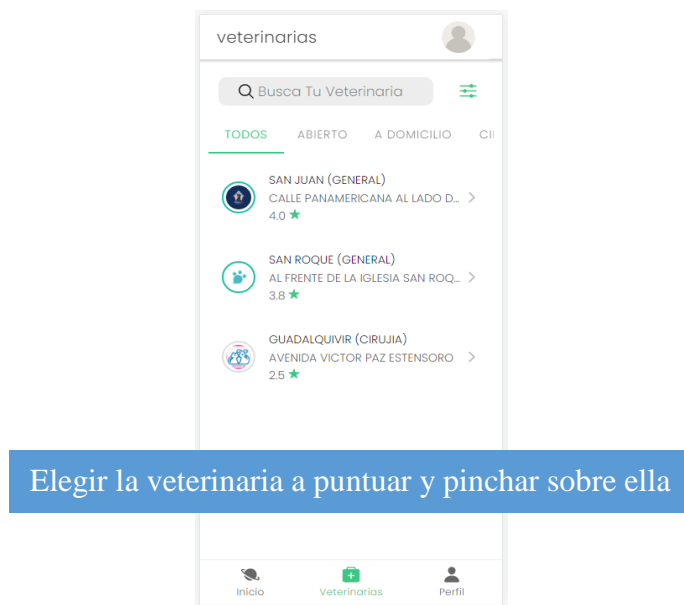 veterinarias
Busca Tu Veterinaria
TODOS ABIERTO A DOMICILIO CI
SAN JUAN (GENERAL)
CALLE PANAMERICANA AL LADO D...
4.0 ★
SAN ROQUE (GENERAL)
AL FRENTE DE LA IGLESIA SAN ROQ...
3.8 ★
GUADALQUIVIR (CIRUJIA)
AVENIDA VICTOR PAZ ESTENSORO
2.5 ★
Elegir la veterinaria a puntuar y pinchar sobre ella
Inicio Veterinarias Perfil